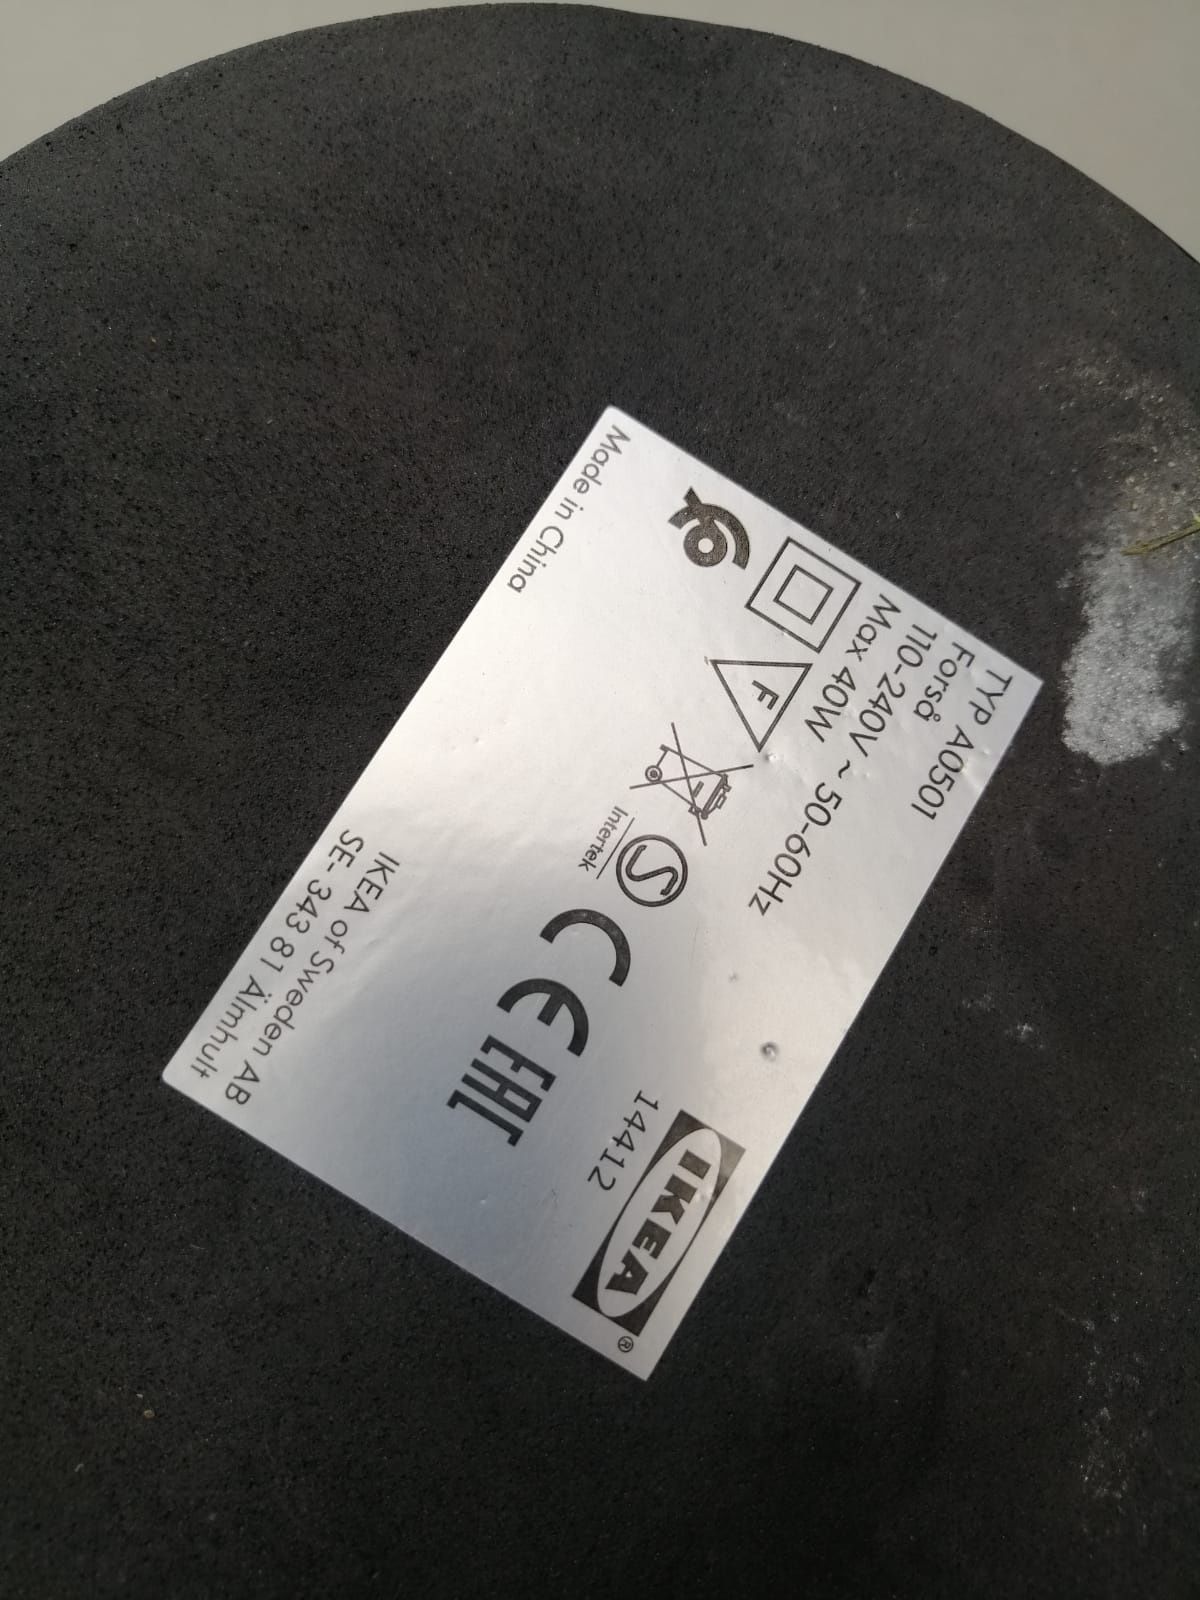 TYP A0501
Forså
110-240V ~ 50-60Hz
Max 40W
IKEA®
14412
F
S
Intertek
CE
EAC
Made in China
IKEA of Sweden AB
SE- 343 81 Älmhult